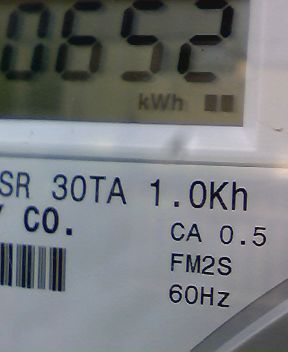 0652
kWh
SR 30TA 1.0Kh
Y CO.
CA 0.5
FM2S
60Hz